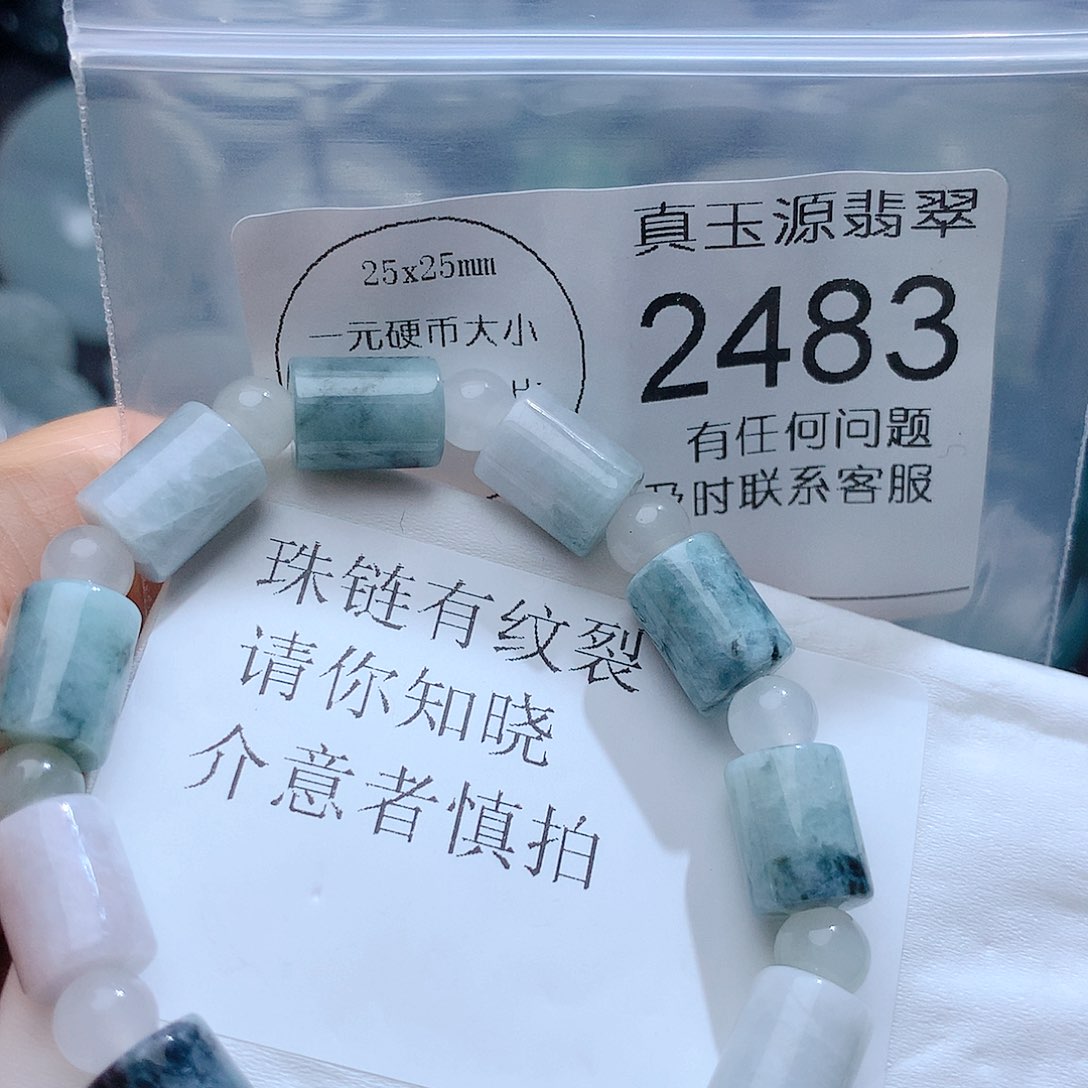 真玉源翡翠
25x25mm
一元硬币大小
2483
有任何问题
及时联系客服
珠链有纹裂
请你知晓
介意者慎拍